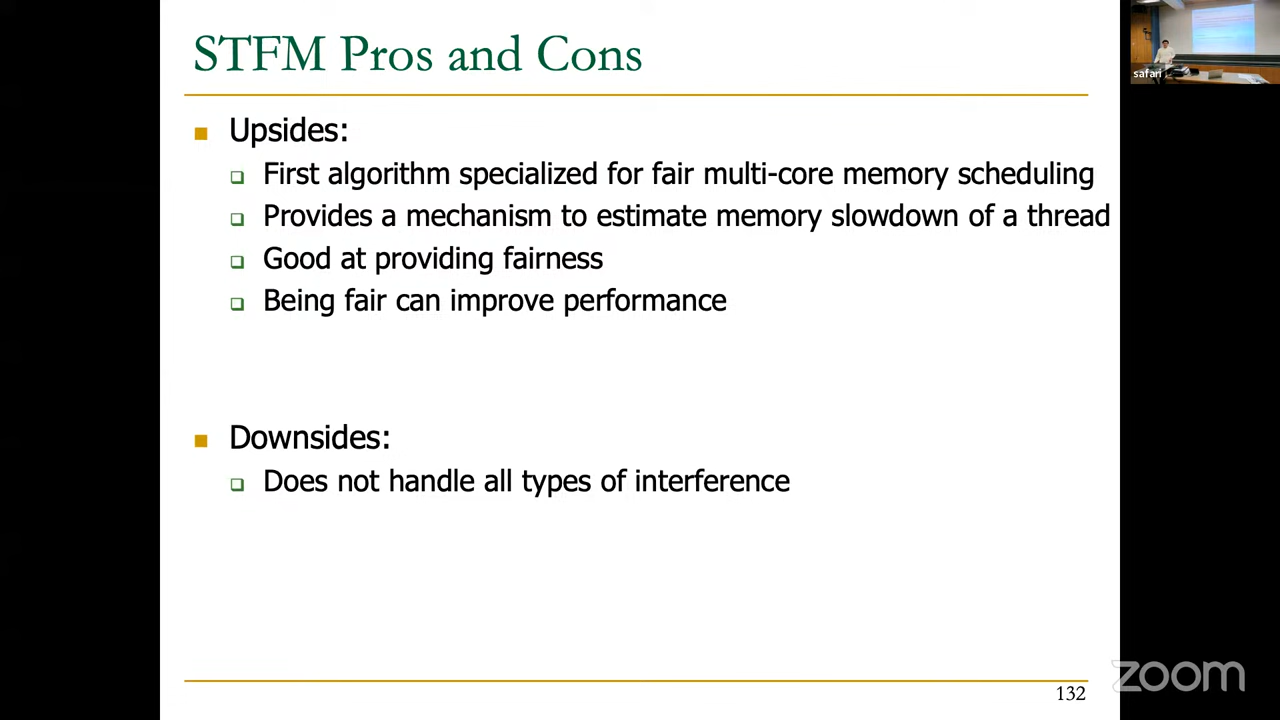 STFM Pros and Cons
Upsides:
First algorithm specialized for fair multi-core memory scheduling
Provides a mechanism to estimate memory slowdown of a thread
Good at providing fairness
Being fair can improve performance
Downsides:
Does not handle all types of interference
132
safari
zoom